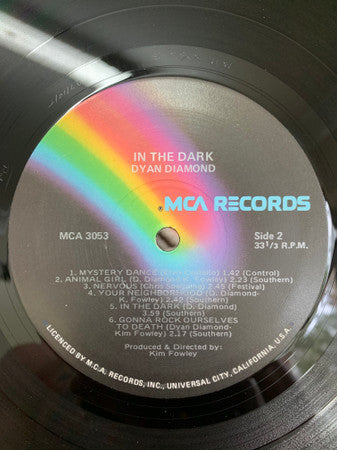 IN THE DARK
DYAN DIAMOND
MCA RECORDS
MCA 3053
Side 2
33⅓ R.P.M.
1. MYSTERY DANCE (Elvis Costello) 1.42 (Control)
2. ANIMAL GIRL (D. Diamond-K. Fowley) 2.23 (Southern)
3. NERVOUS (Chris) 2.45 (Festival)
4. YOUR NEIGHBORHOOD (D. Diamond-
K. Fowley) 2.42 (Southern)
5. IN THE DARK (D. Diamond)
3.59 (Southern)
6. GONNA ROCK OURSELVES
TO DEATH (Dyan Diamond-
Kim Fowley) 2.17 (Southern)
Produced & Directed by:
Kim Fowley
LICENCED BY M.C.A. RECORDS, INC., UNIVERSAL CITY, CALIFORNIA, U.S.A.